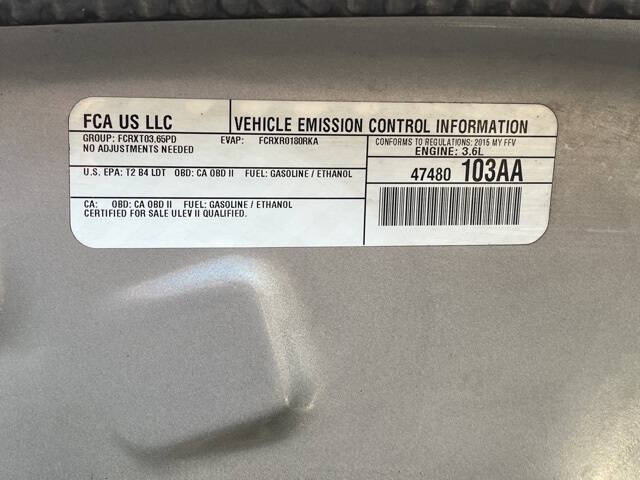 FCA US LLC VEHICLE EMISSION CONTROL INFORMATION
GROUP: FCRXT03.65PD EVAP: FCRXR0180RKA CONFORMS TO REGULATIONS: 2015 MY FFV
NO ADJUSTMENTS NEEDED ENGINE: 3.6L
U.S. EPA: T2 B4 LDT OBD: CA OBD II FUEL: GASOLINE / ETHANOL 47480 103AA
CA: OBD: CA OBD II FUEL: GASOLINE / ETHANOL
CERTIFIED FOR SALE ULEV II QUALIFIED.